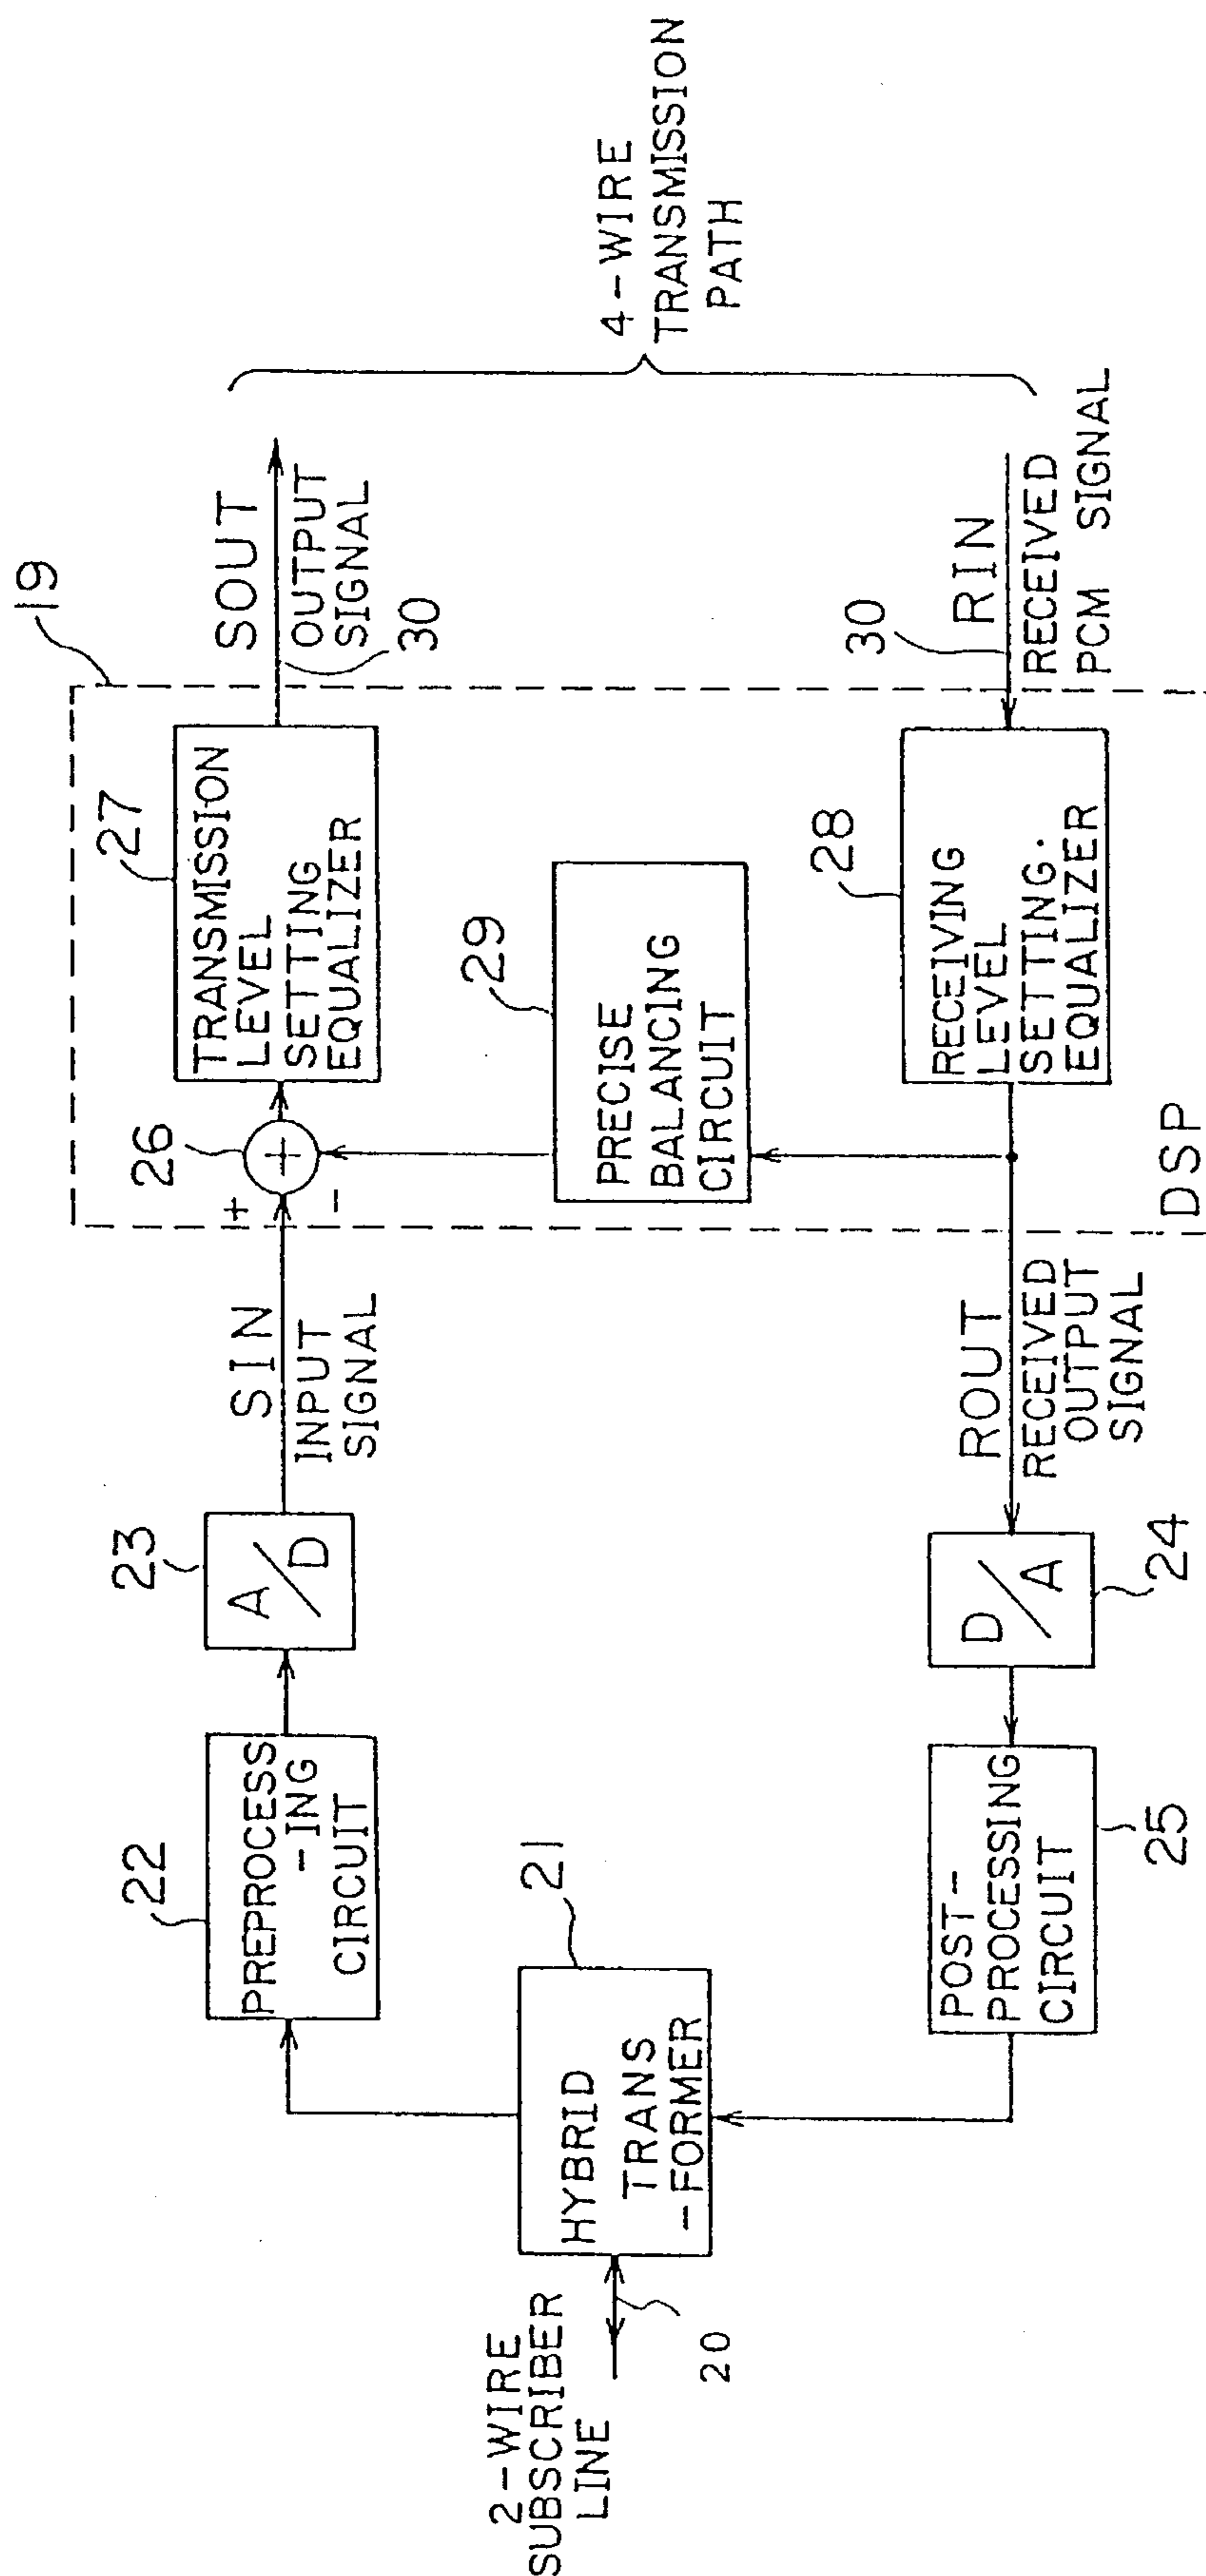 2-WIRE
SUBSCRIBER
LINE
20
HYBRID
TRANS
-FORMER
21
22
PREPROCESS
-ING
CIRCUIT
23
A/D
SIN
INPUT
SIGNAL
26
+
+
-
27
TRANSMISSION
LEVEL
SETTING
EQUALIZER
19
SOUT
OUTPUT
SIGNAL
30
4-WIRE
TRANSMISSION
PATH
29
PRECISE
BALANCING
CIRCUIT
28
RECEIVING
LEVEL
SETTING.
EQUALIZER
30
RIN
RECEIVED
PCM SIGNAL
DSP
ROUT
RECEIVED
OUTPUT
SIGNAL
D/A
24
POST-
PROCESSING
CIRCUIT
25